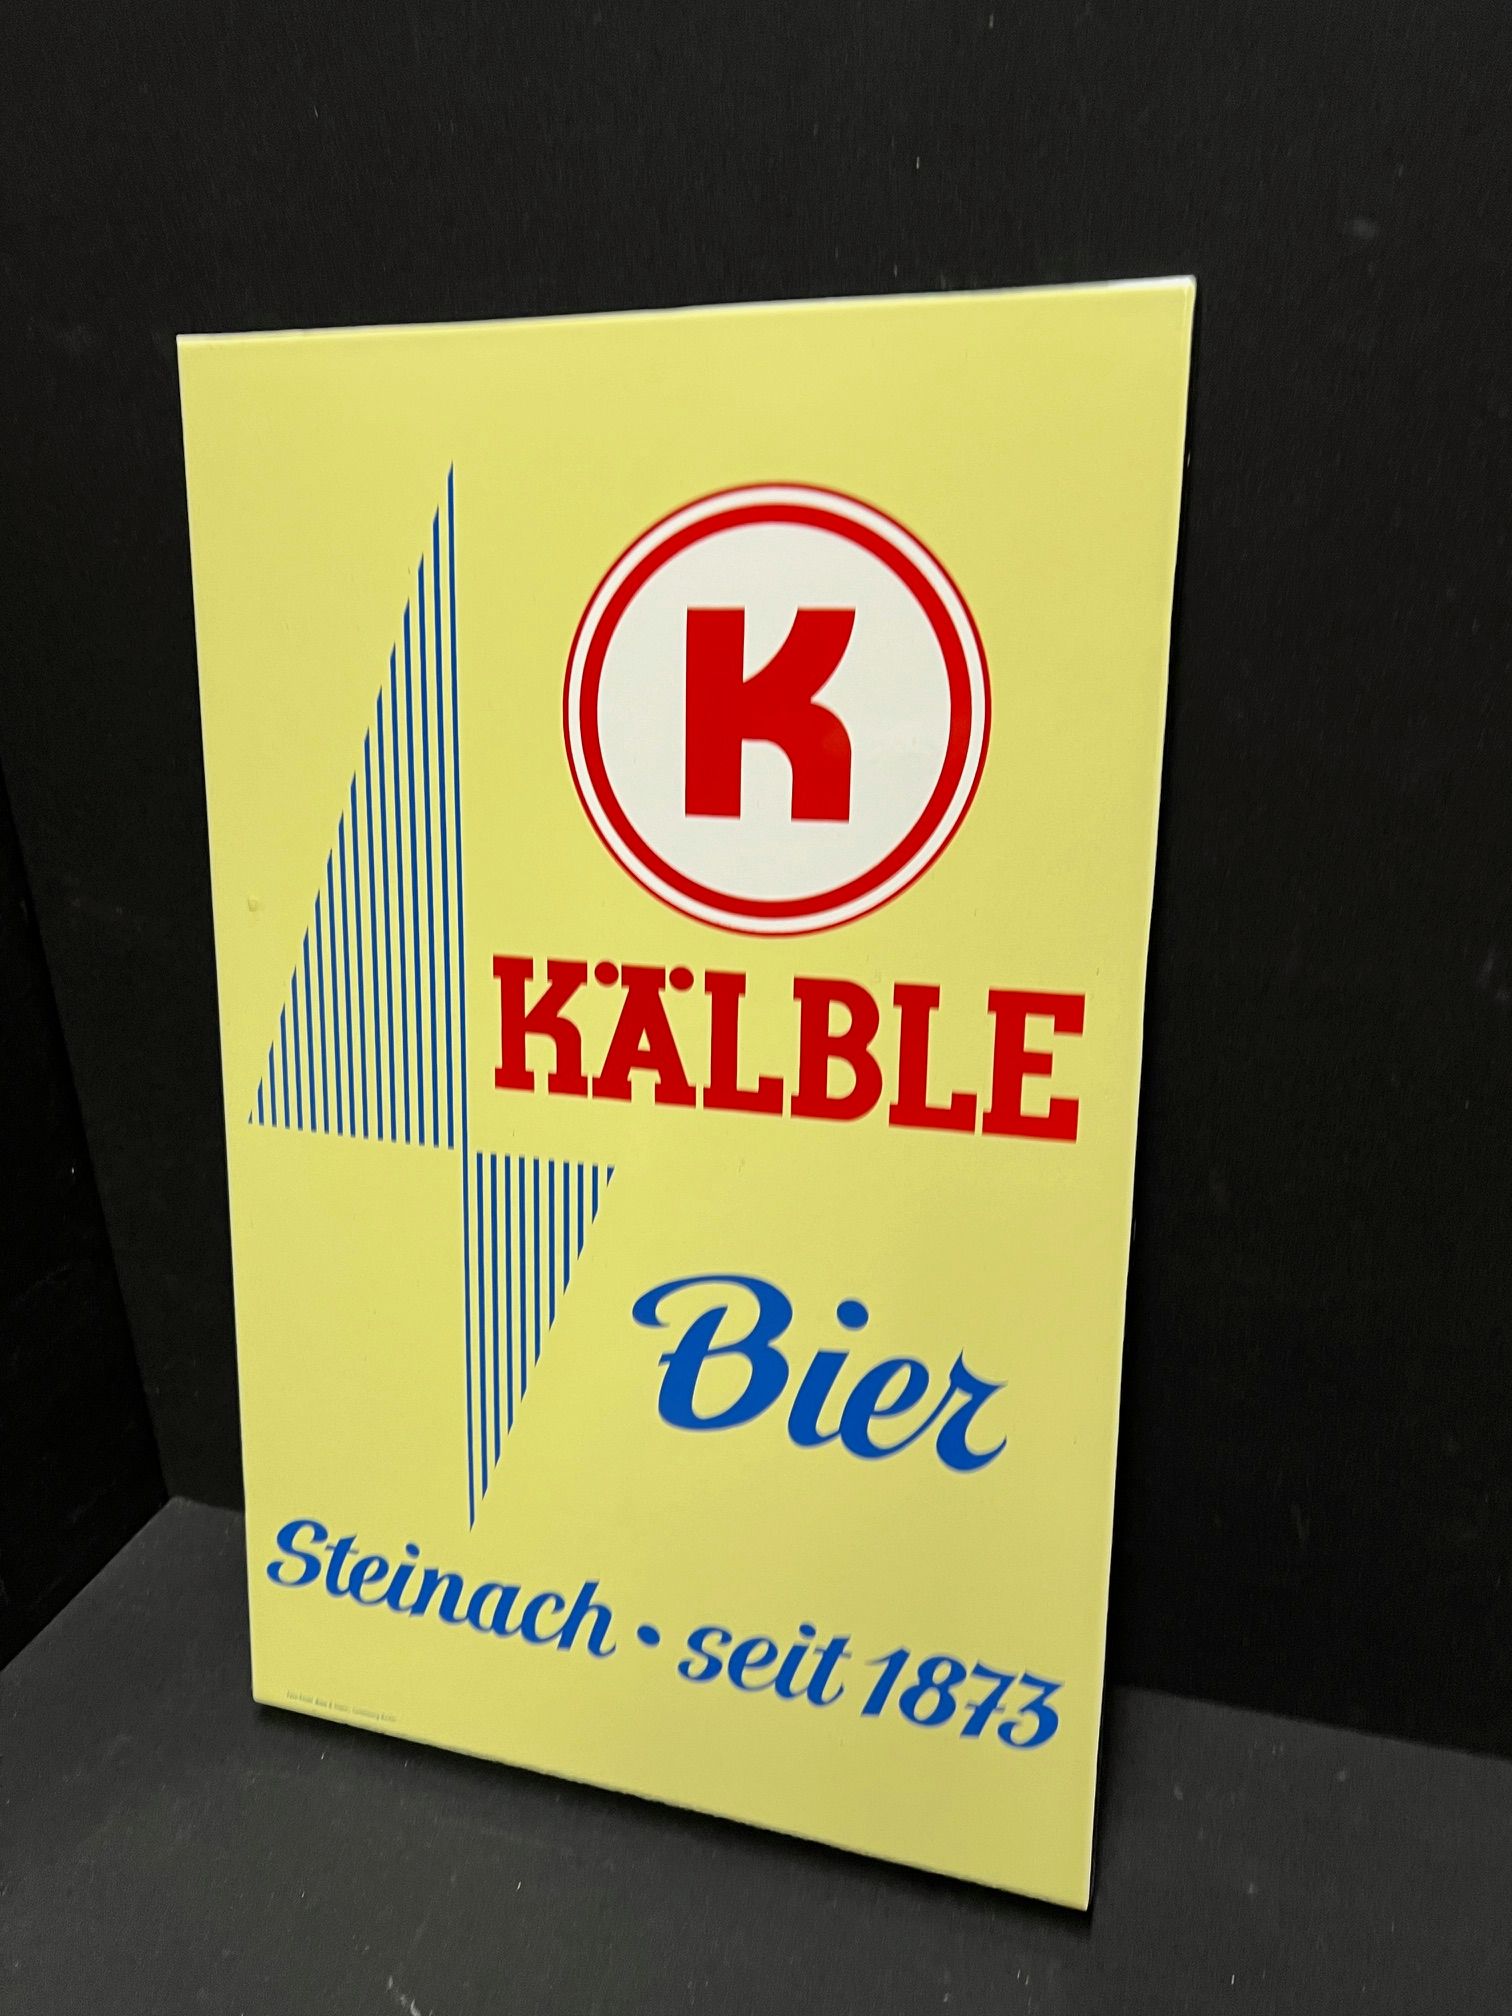 K
KÄLBLE
Bier
Steinach • seit 1873